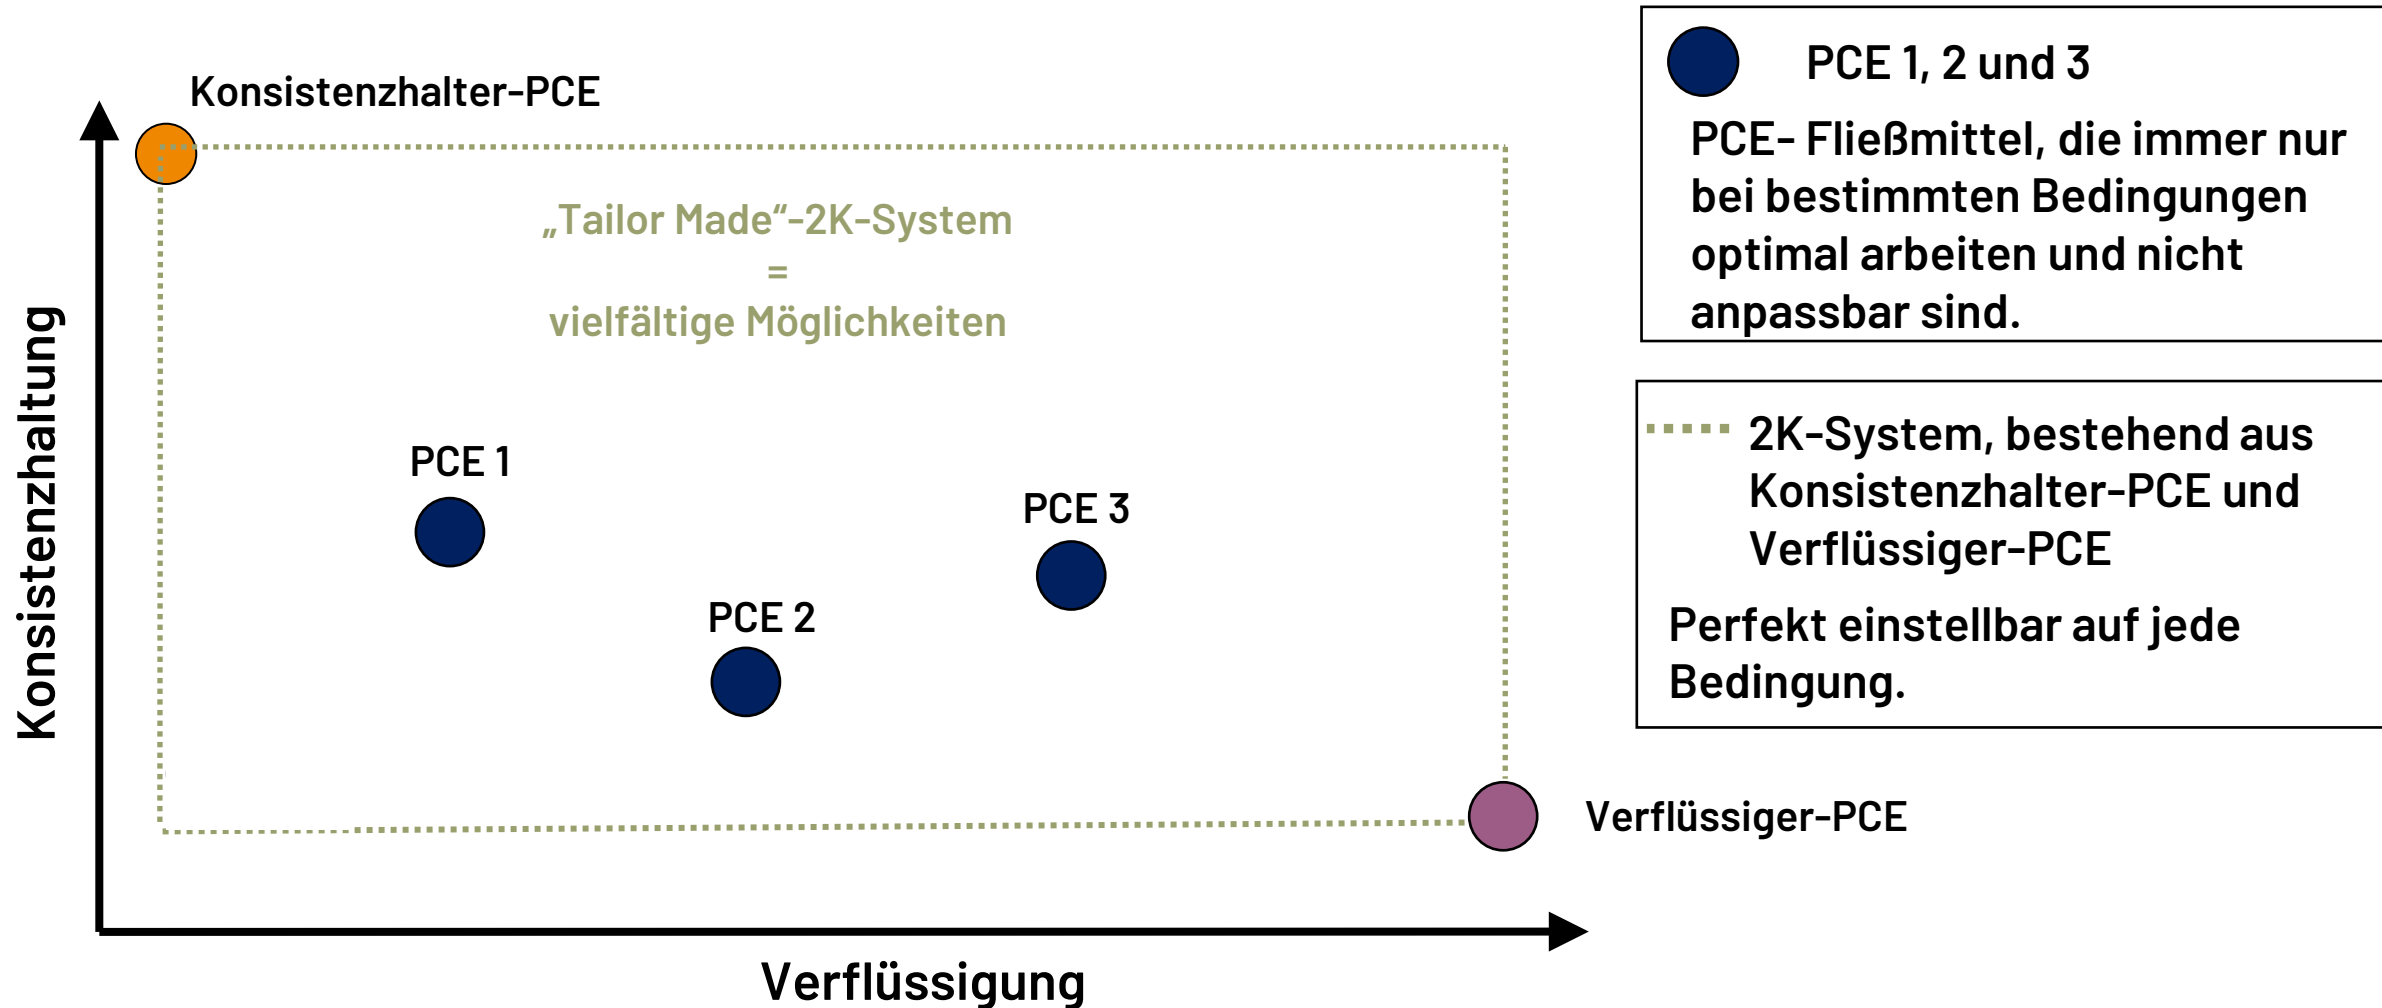 Konsistenzhalter-PCE
„Tailor Made“-2K-System
=
vielfältige Möglichkeiten
PCE 1
PCE 2
PCE 3
Verflüssiger-PCE
Konsistenzhaltung
Verflüssigung
PCE 1, 2 und 3
PCE- Fließmittel, die immer nur
bei bestimmten Bedingungen
optimal arbeiten und nicht
anpassbar sind.
2K-System, bestehend aus
Konsistenzhalter-PCE und
Verflüssiger-PCE
Perfekt einstellbar auf jede
Bedingung.